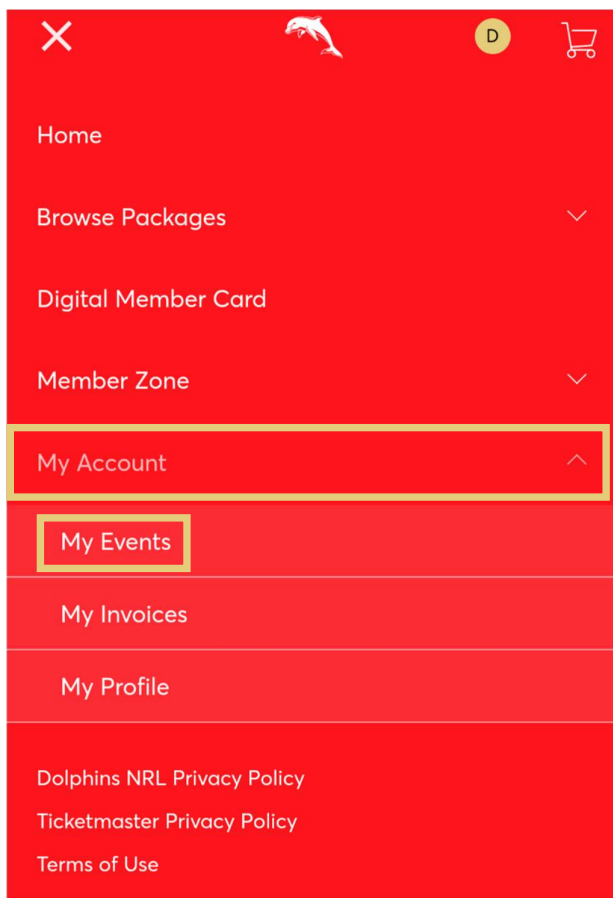 D
Home
Browse Packages
Digital Member Card
Member Zone
My Account
My Events
My Invoices
My Profile
Dolphins NRL Privacy Policy
Ticketmaster Privacy Policy
Terms of Use